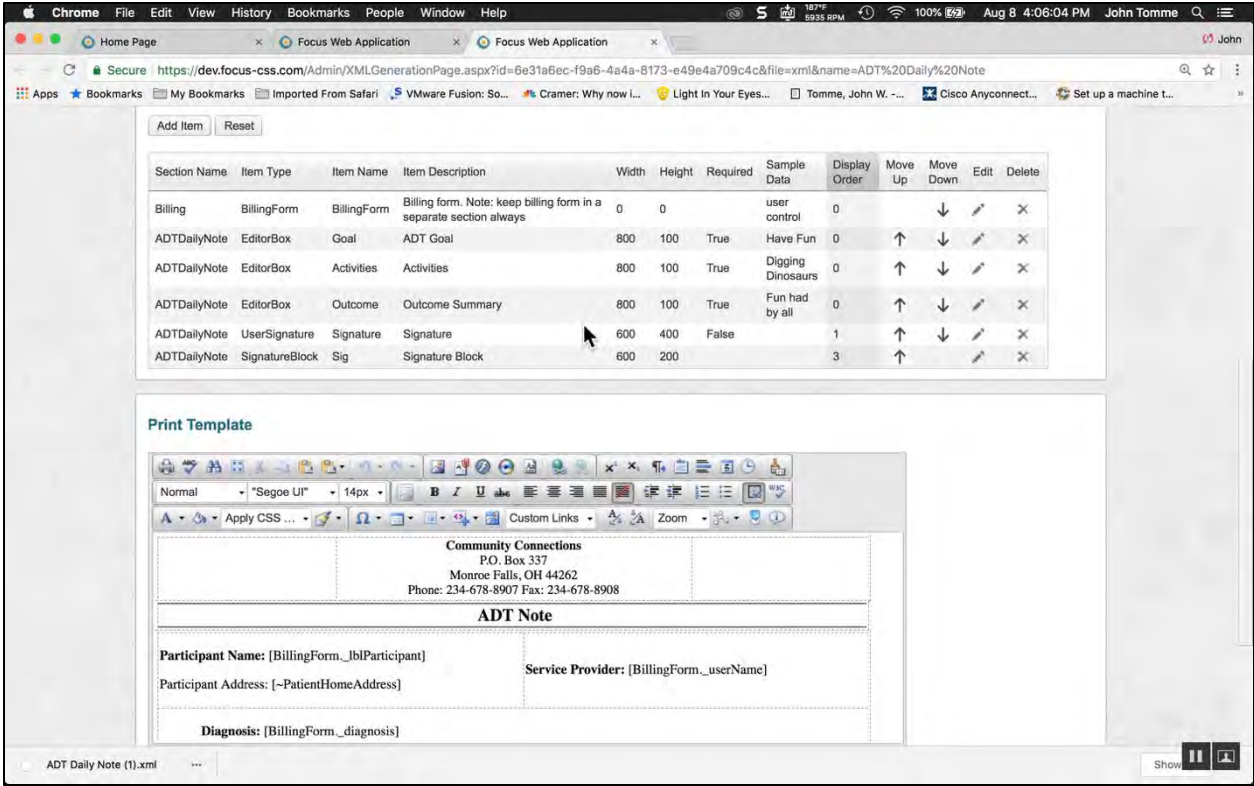 Chrome File Edit View History Bookmarks People Window Help 187°F 5935 RPM 100% Aug 8 4:06:04 PM John Tomme
Home Page × Focus Web Application × Focus Web Application × John
Secure https://dev.focus-css.com/Admin/XMLGenerationPage.aspx?id=6e31a6ec-f9a6-4a4a-8173-e49e4a709c4c&file=xml&name=ADT%20Daily%20Note
Apps Bookmarks My Bookmarks Imported From Safari VMware Fusion: So... Cramer: Why now i... Light In Your Eyes... Tomme, John W. -... Cisco Anyconnect... Set up a machine t... »
Add Item Reset
Section Name Item Type Item Name Item Description Width Height Required Sample Data Display Order Move Up Move Down Edit Delete
Billing BillingForm BillingForm Billing form. Note: keep billing form in a separate section always 0 0 user control 0
ADTDailyNote EditorBox Goal ADT Goal 800 100 True Have Fun 0
ADTDailyNote EditorBox Activities Activities 800 100 True Digging Dinosaurs 0
ADTDailyNote EditorBox Outcome Outcome Summary 800 100 True Fun had by all 0
ADTDailyNote UserSignature Signature Signature 600 400 False 1
ADTDailyNote SignatureBlock Sig Signature Block 600 200 3
Print Template
Normal "Segoe UI" 14px B I U abc
A Apply CSS ... Ω Custom Links Zoom
Community Connections
P.O. Box 337
Monroe Falls, OH 44262
Phone: 234-678-8907 Fax: 234-678-8908
ADT Note
Participant Name: [BillingForm._lblParticipant]
Service Provider: [BillingForm._userName]
Participant Address: [~PatientHomeAddress]
Diagnosis: [BillingForm._diagnosis]
ADT Daily Note (1).xml ... Show